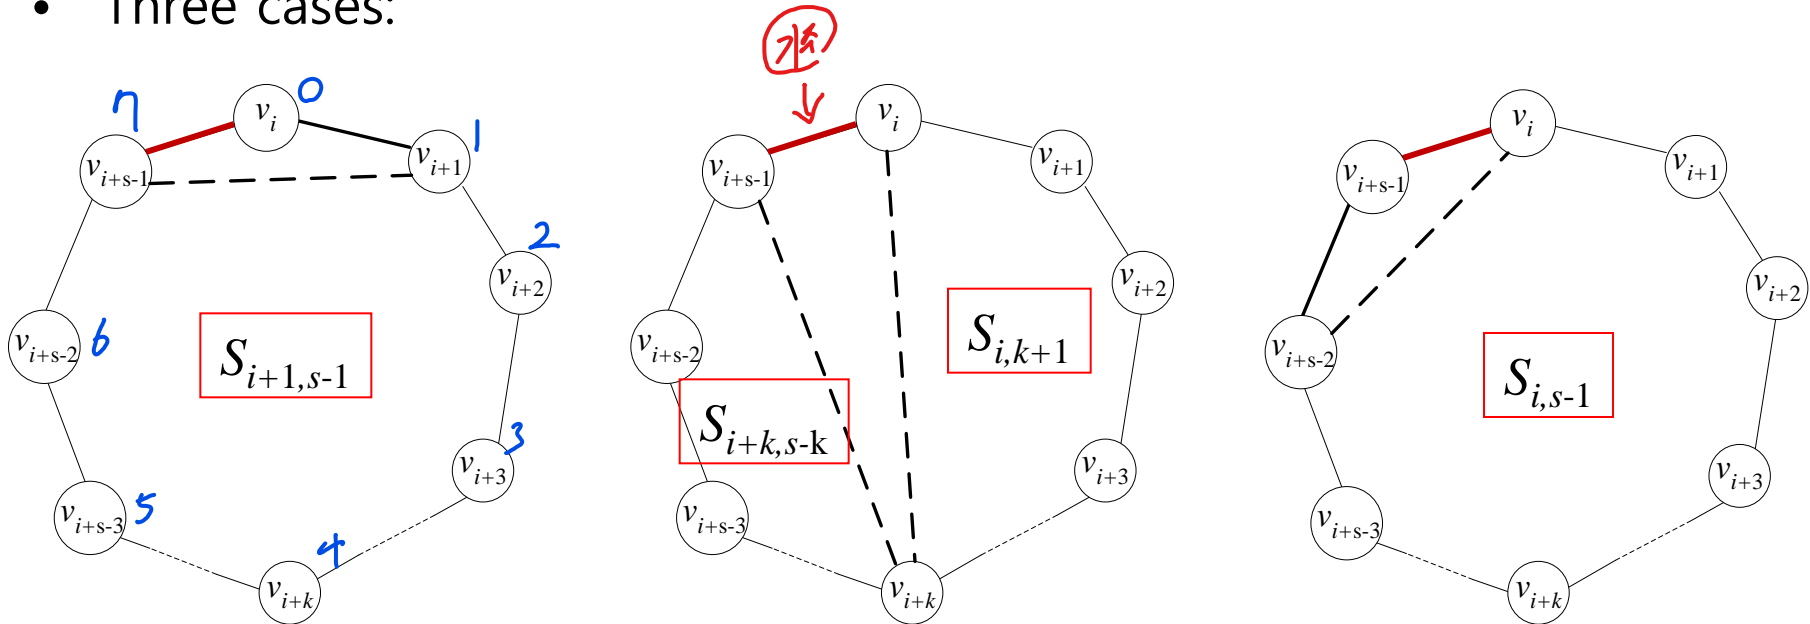 • Three cases:
7 v_i 0
v_{i+s-1} v_{i+1} 1
v_{i+2} 2
v_{i+s-2} 6
S_{i+1,s-1}
v_{i+3} 3
v_{i+s-3} 5
v_{i+k} 4
v_i
v_{i+s-1} v_{i+1}
v_{i+2}
v_{i+s-2}
S_{i,k+1}
S_{i+k,s-k}
v_{i+3}
v_{i+s-3}
v_{i+k}
v_i
v_{i+s-1} v_{i+1}
v_{i+2}
v_{i+s-2}
S_{i,s-1}
v_{i+3}
v_{i+s-3}
v_{i+k}